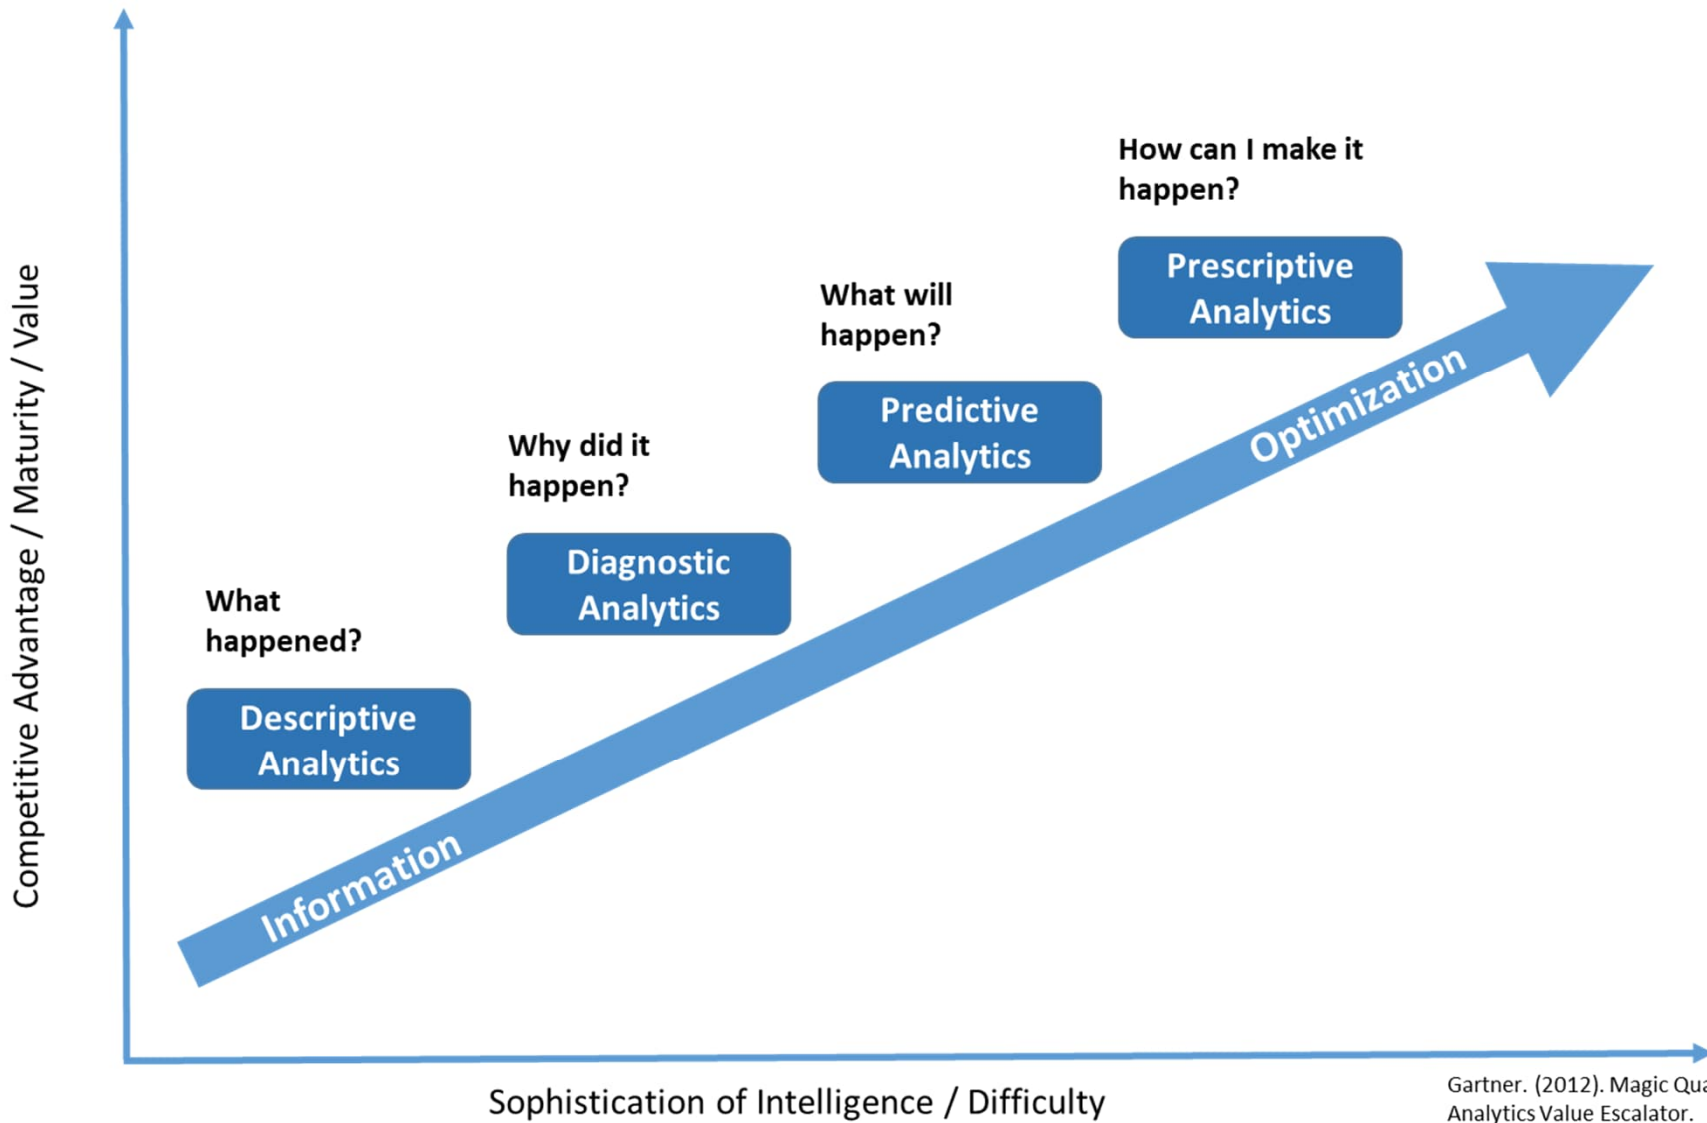 How can I make it
happen?
Prescriptive
Analytics
What will
happen?
Predictive
Analytics
Why did it
happen?
Diagnostic
Analytics
What
happened?
Descriptive
Analytics
Information
Optimization
Competitive Advantage / Maturity / Value
Sophistication of Intelligence / Difficulty
Gartner. (2012). Magic
Analytics Value Escalator.